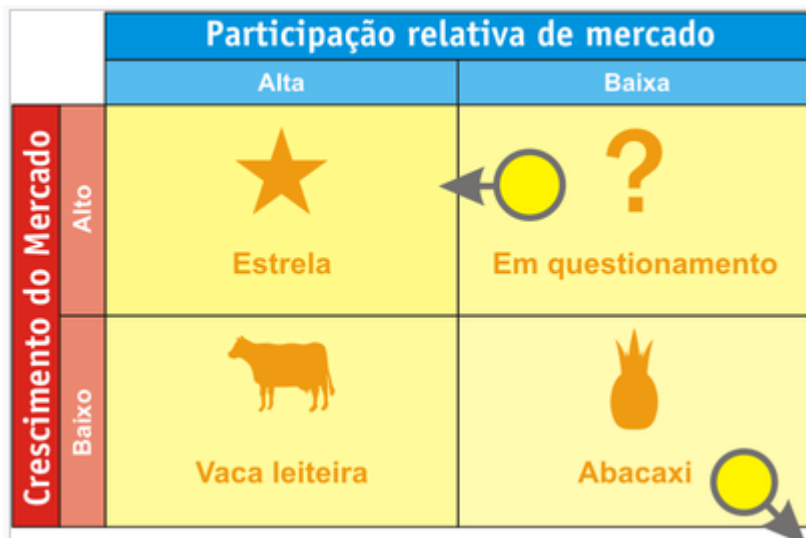 Participação relativa de mercado
Alta
Baixa
Crescimento do Mercado
Alto
Estrela
?
Em questionamento
Baixo
Vaca leiteira
Abacaxi